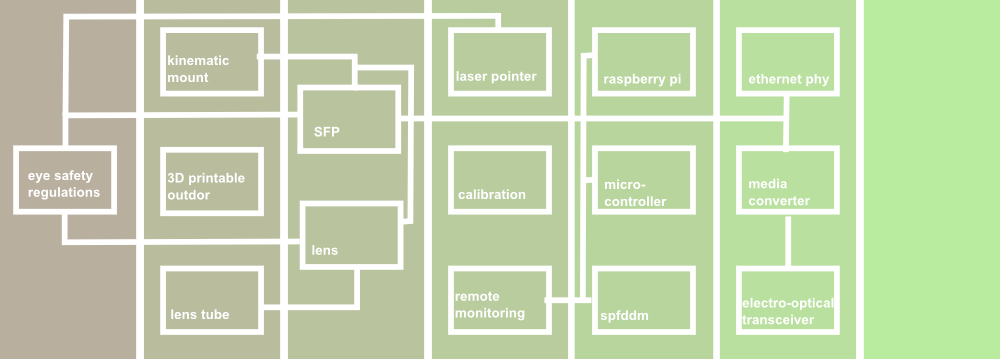 eye safety
regulations
kinematic
mount
3D printable
outdor
lens tube
SFP
lens
laser pointer
calibration
remote
monitoring
raspberry pi
micro-
controller
spfddm
ethernet phy
media
converter
electro-optical
transceiver